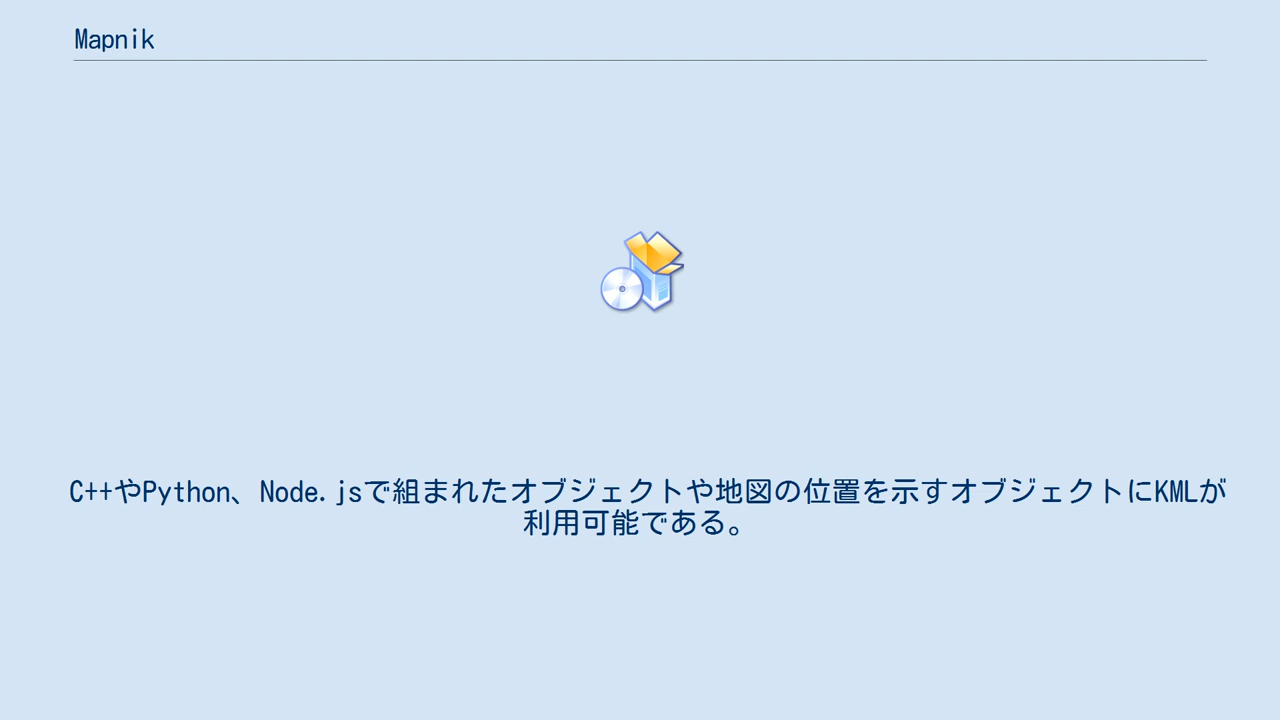 Mapnik
C++やPython、Node.jsで組まれたオブジェクトや地図の位置を示すオブジェクトにKMLが
利用可能である。